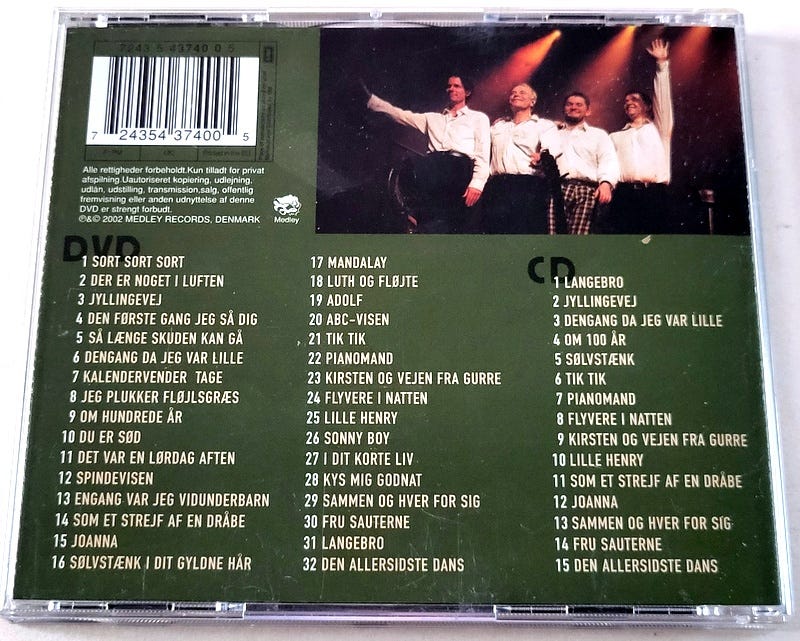 7243 5 43740 0 5
7 24354 37400 5
Alle rettigheder forbeholdt.Kun tilladt for privat
afspilning.Uautoriseret kopiering, udlejning,
udlån, udstilling, transmission,salg, offentlig
fremvisning eller anden udnyttelse af denne
DVD er strengt forbudt.
℗&© 2002 MEDLEY RECORDS, DENMARK
Medley
DVD
1 SORT SORT SORT
2 DER ER NOGET I LUFTEN
3 JYLLINGEVEJ
4 DEN FØRSTE GANG JEG SÅ DIG
5 SÅ LÆNGE SKUDEN KAN GÅ
6 DENGANG DA JEG VAR LILLE
7 KALENDERVENDER TAGE
8 JEG PLUKKER FLØJLSGRÆS
9 OM HUNDREDE ÅR
10 DU ER SØD
11 DET VAR EN LØRDAG AFTEN
12 SPINDEVISEN
13 ENGANG VAR JEG VIDUNDERBARN
14 SOM ET STREJF AF EN DRÅBE
15 JOANNA
16 SØLVSTÆNK I DIT GYLDNE HÅR
17 MANDALAY
18 LUTH OG FLØJTE
19 ADOLF
20 ABC-VISEN
21 TIK TIK
22 PIANOMAND
23 KIRSTEN OG VEJEN FRA GURRE
24 FLYVERE I NATTEN
25 LILLE HENRY
26 SONNY BOY
27 I DIT KORTE LIV
28 KYS MIG GODNAT
29 SAMMEN OG HVER FOR SIG
30 FRU SAUTERNE
31 LANGEBRO
32 DEN ALLERSIDSTE DANS
CD
1 LANGEBRO
2 JYLLINGEVEJ
3 DENGANG DA JEG VAR LILLE
4 OM 100 ÅR
5 SØLVSTÆNK
6 TIK TIK
7 PIANOMAND
8 FLYVERE I NATTEN
9 KIRSTEN OG VEJEN FRA GURRE
10 LILLE HENRY
11 SOM ET STREJF AF EN DRÅBE
12 JOANNA
13 SAMMEN OG HVER FOR SIG
14 FRU SAUTERNE
15 DEN ALLERSIDSTE DANS